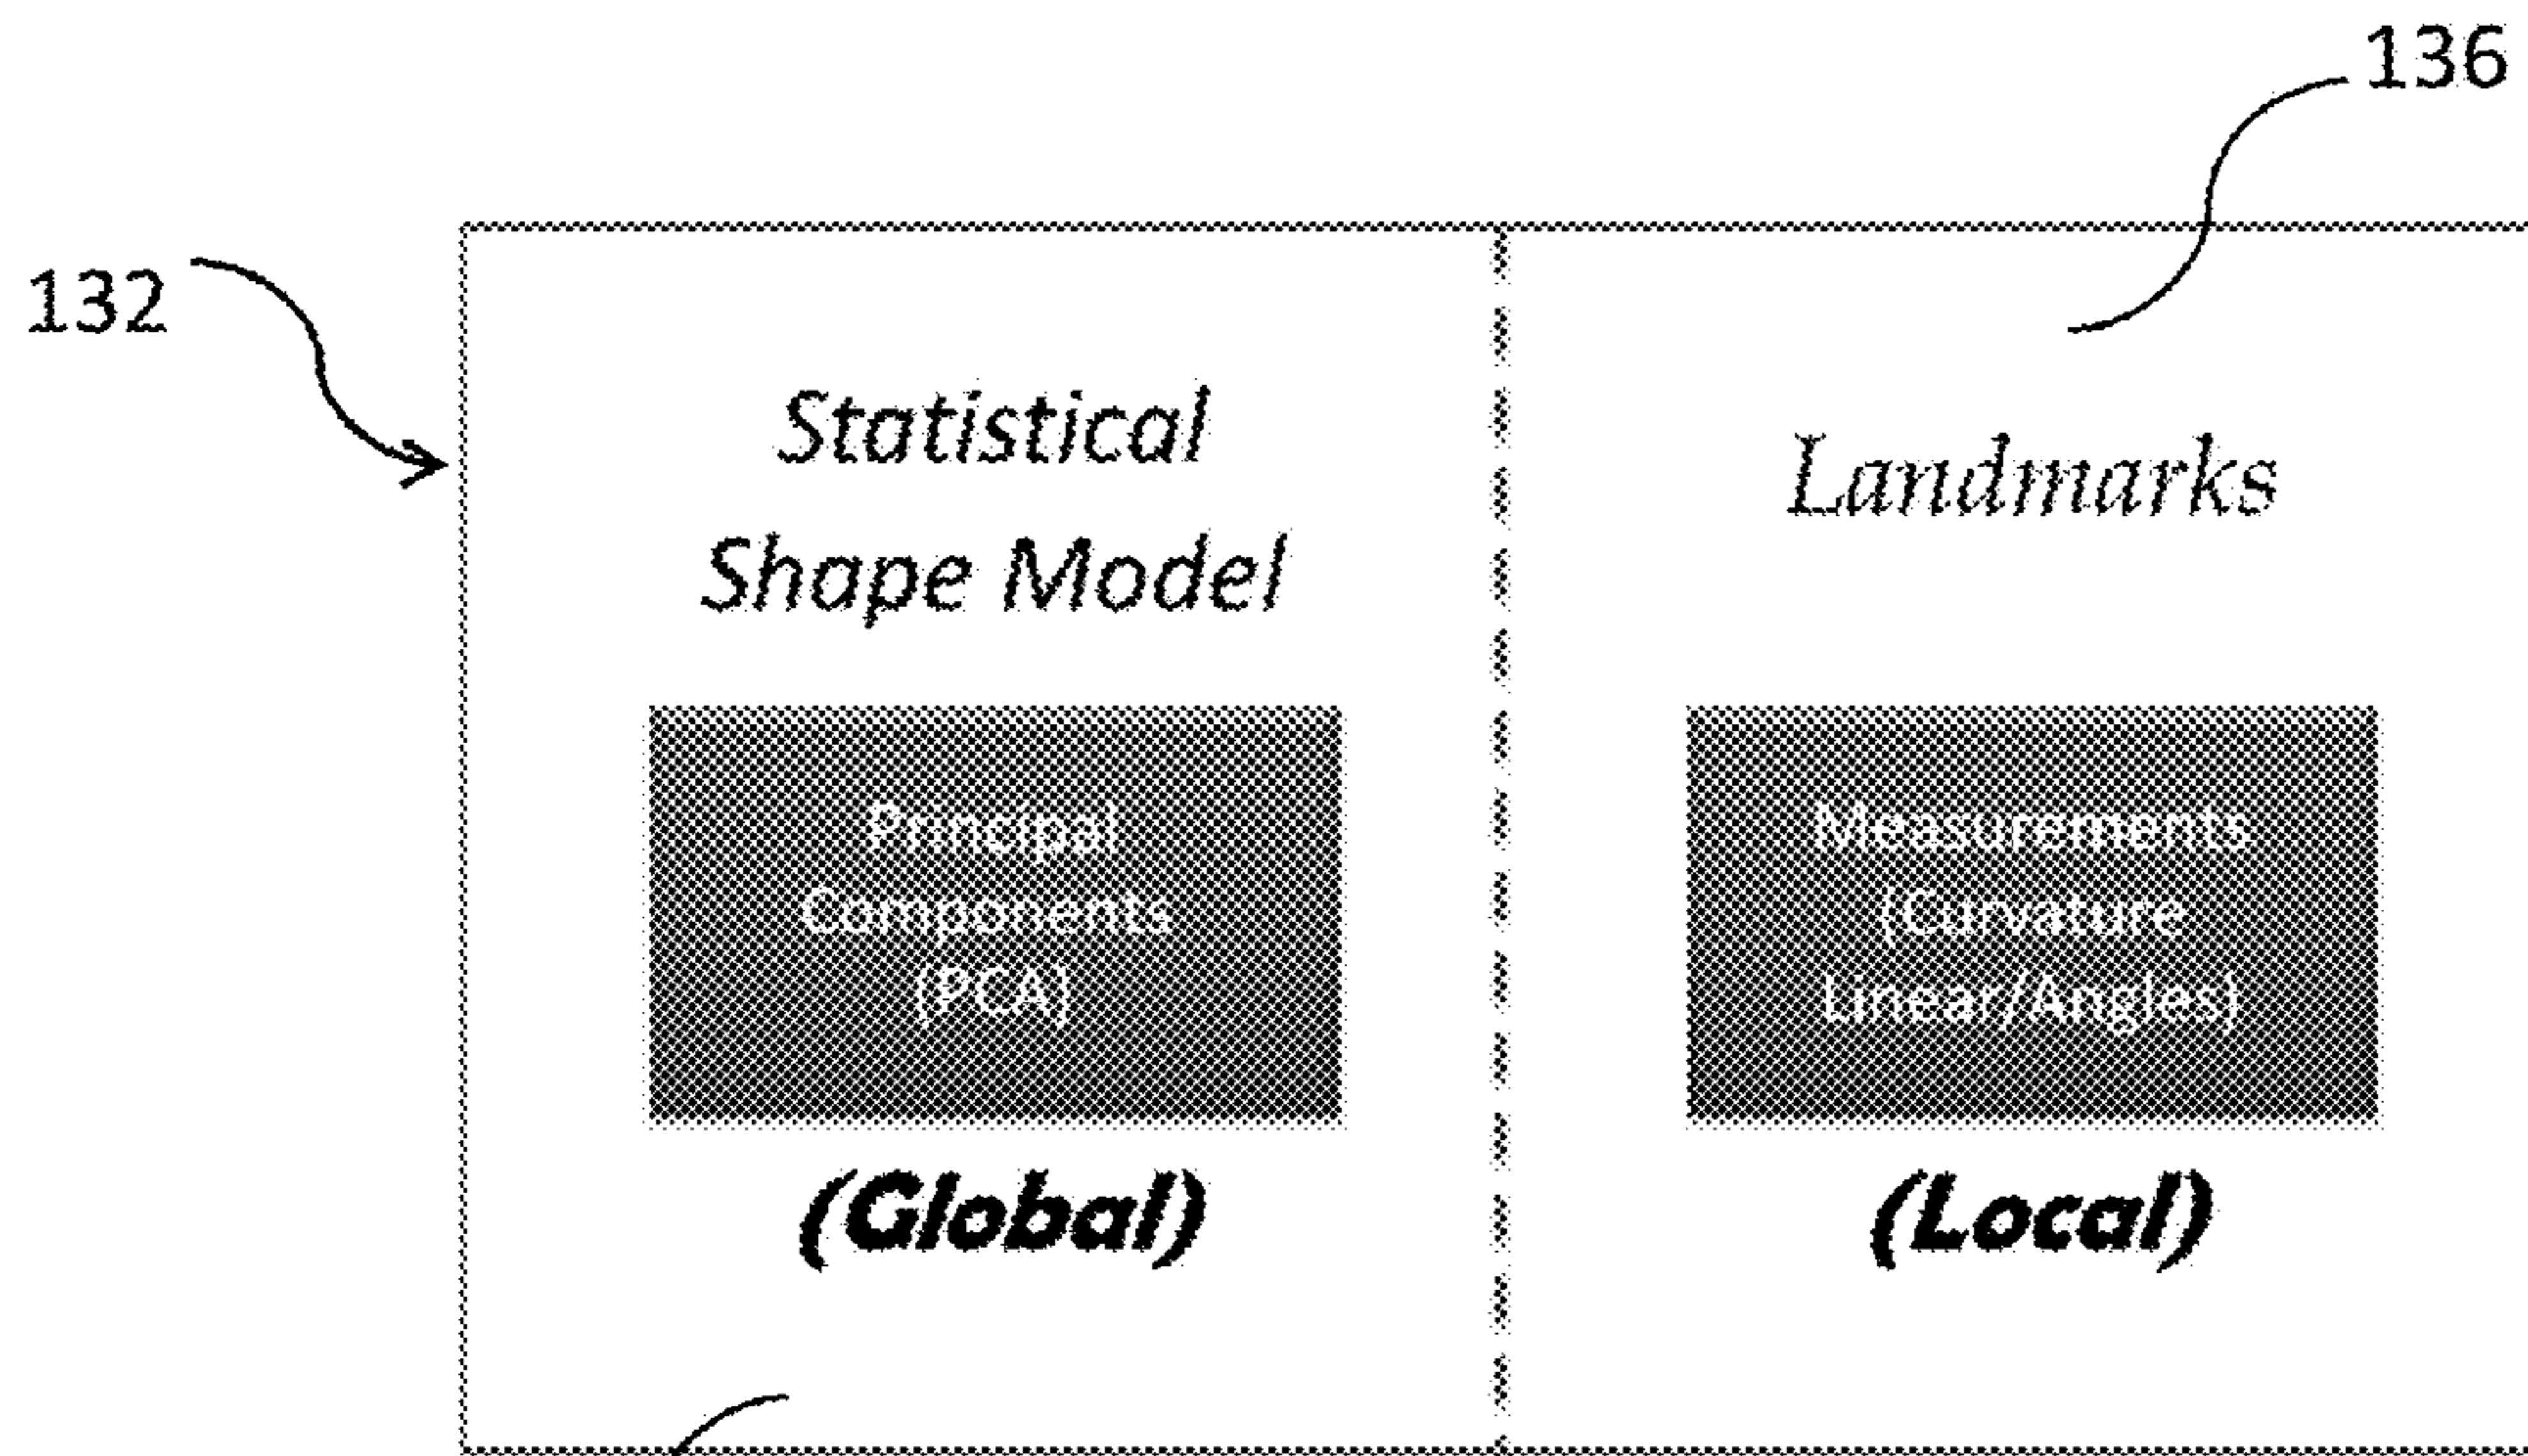 136
132
Statistical
Shape Model
Landmarks
Principal
Components
(PCA)
Measurements
(Curvature
Linear/Angles)
(Global)
(Local)